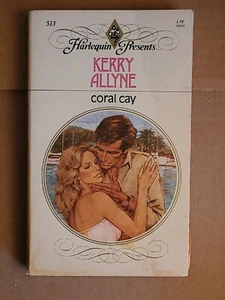 513
Harlequin Presents
KERRY
ALLYNE
coral cay